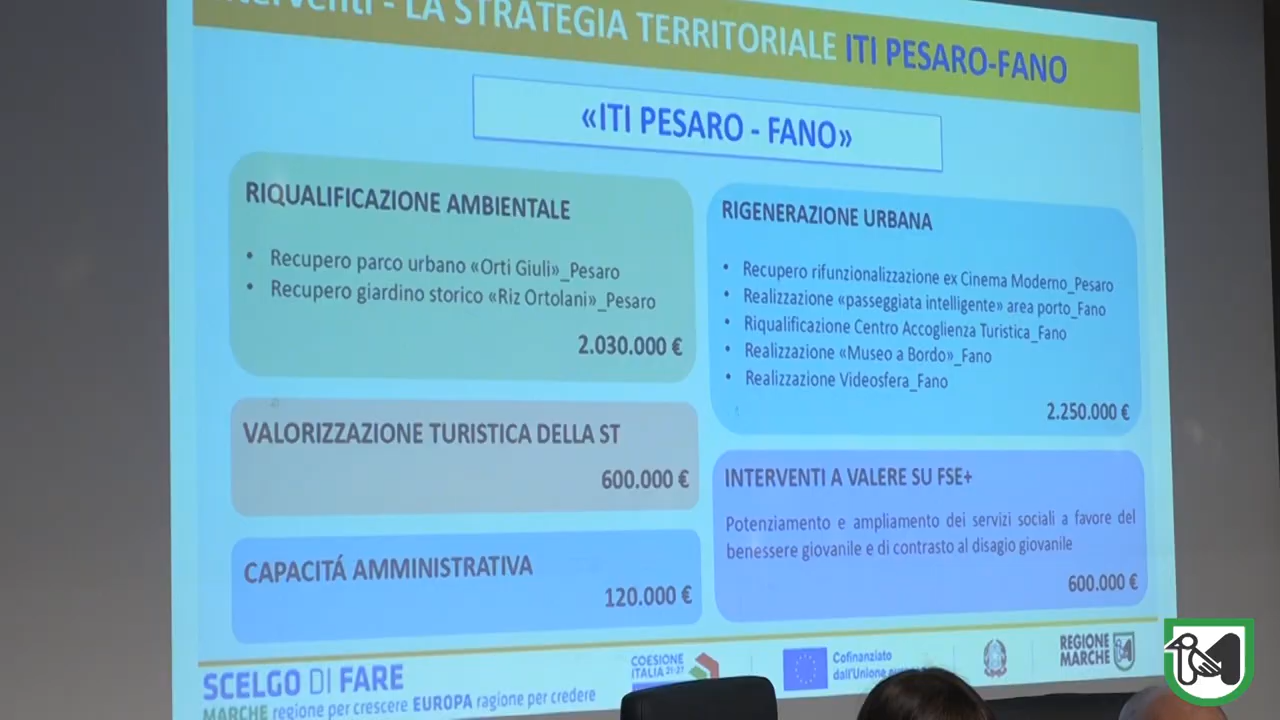 Interventi - LA STRATEGIA TERRITORIALE ITI PESARO-FANO
«ITI PESARO - FANO»
RIQUALIFICAZIONE AMBIENTALE
• Recupero parco urbano «Orti Giuli»_Pesaro
• Recupero giardino storico «Riz Ortolani»_Pesaro
2.030.000 €
VALORIZZAZIONE TURISTICA DELLA ST
600.000 €
CAPACITÁ AMMINISTRATIVA
120.000 €
RIGENERAZIONE URBANA
• Recupero rifunzionalizzazione ex Cinema Moderno_Pesaro
• Realizzazione «passeggiata intelligente» area porto_Fano
• Riqualificazione Centro Accoglienza Turistica_Fano
• Realizzazione «Museo a Bordo»_Fano
• Realizzazione Videosfera_Fano
2.250.000 €
INTERVENTI A VALERE SU FSE+
Potenziamento e ampliamento dei servizi sociali a favore del
benessere giovanile e di contrasto al disagio giovanile
600.000 €
SCELGO DI FARE
MARCHE regione per crescere EUROPA ragione per credere
COESIONE
ITALIA 21-27
Cofinanziato
dall'Unione
REGIONE
MARCHE